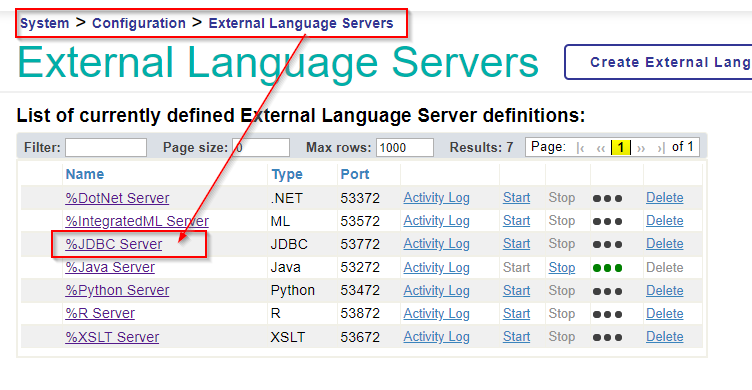 System > Configuration > External Language Servers
External Language Servers
Create External Lang
List of currently defined External Language Server definitions:
Filter: Page size: 0 Max rows: 1000 Results: 7 Page: |‹ ‹‹ 1 ›› ›| of 1
Name Type Port
%DotNet Server .NET 53372 Activity Log Start Stop ●●● Delete
%IntegratedML Server ML 53572 Activity Log Start Stop ●●● Delete
%JDBC Server JDBC 53772 Activity Log Start Stop ●●● Delete
%Java Server Java 53272 Activity Log Start Stop ●●● Delete
%Python Server Python 53472 Activity Log Start Stop ●●● Delete
%R Server R 53872 Activity Log Start Stop ●●● Delete
%XSLT Server XSLT 53672 Activity Log Start Stop ●●● Delete